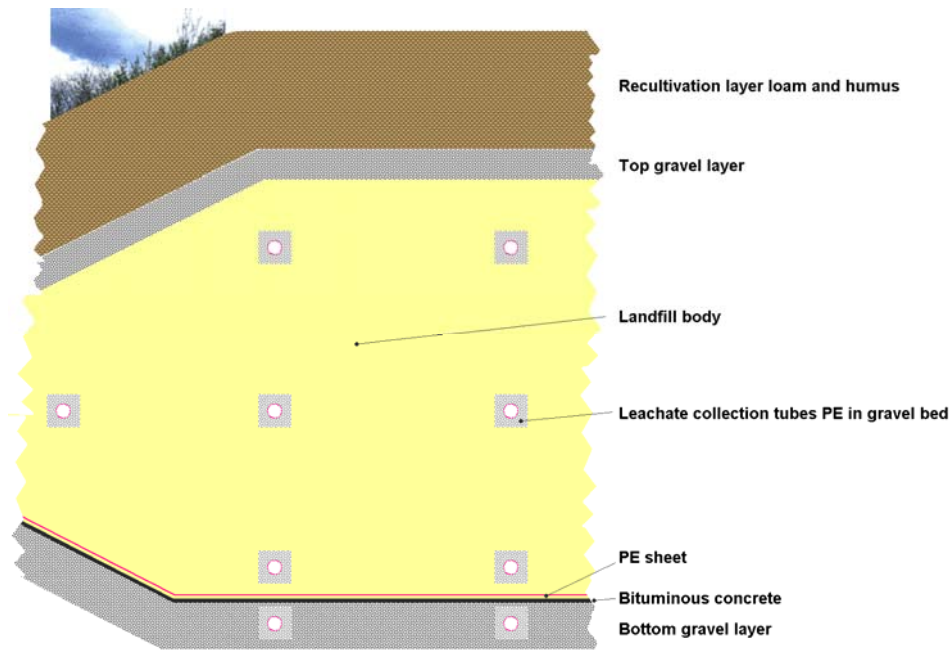 Recultivation layer loam and humus
Top gravel layer
Landfill body
Leachate collection tubes PE in gravel bed
PE sheet
Bituminous concrete
Bottom gravel layer